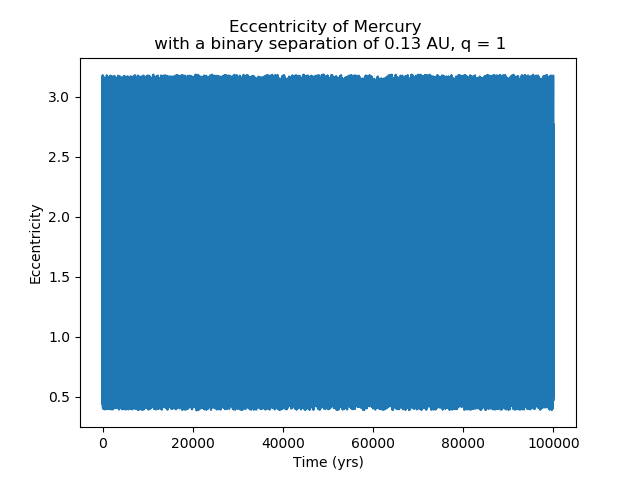 Eccentricity of Mercury
with a binary separation of 0.13 AU, q = 1
3.0
2.5
2.0
1.5
1.0
0.5
Eccentricity
0 20000 40000 60000 80000 100000
Time (yrs)